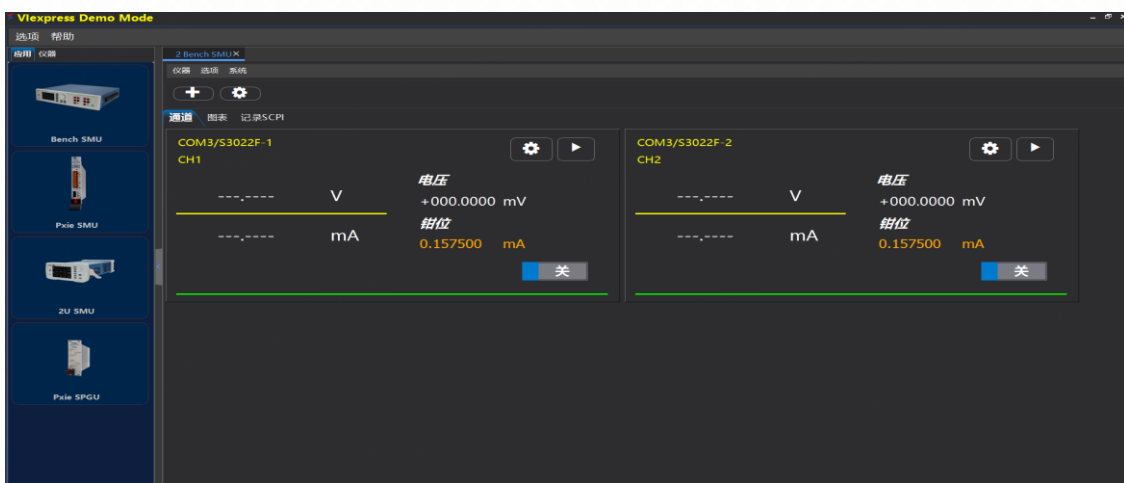 VIexpress Demo Mode
选项 帮助
应用 仪器
2 Bench SMU
仪器 选项 系统
通道 图表 记录SCPI
Bench SMU
Pxie SMU
2U SMU
Pxie SPGU
COM3/S3022F-1
CH1
---.---- V
---.---- mA
电压
+000.0000 mV
钳位
0.157500 mA
关
COM3/S3022F-2
CH2
---.---- V
---.---- mA
电压
+000.0000 mV
钳位
0.157500 mA
关